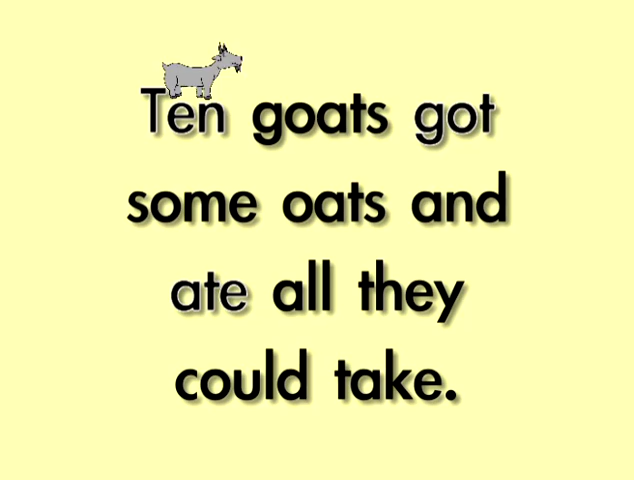 Ten goats got
some oats and
ate all they
could take.